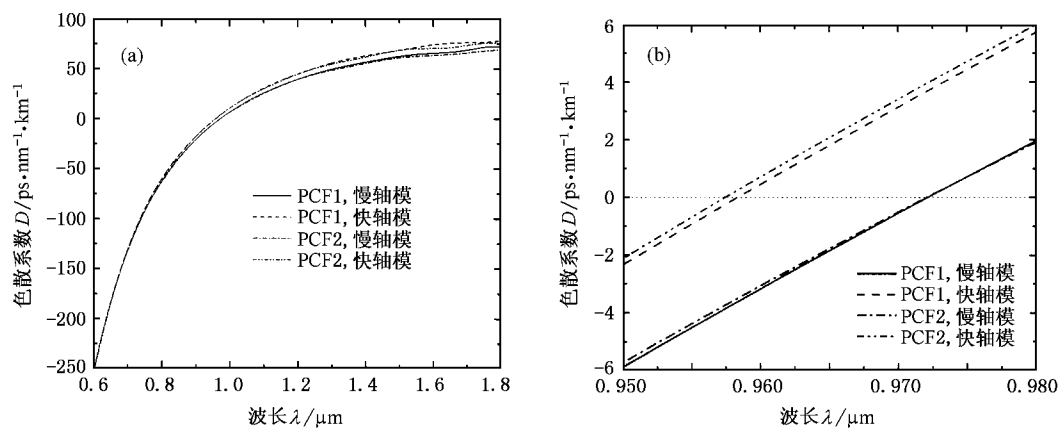 (a)
色散系数 D/ps·nm⁻¹·km⁻¹
100
50
0
-50
-100
-150
-200
-250
PCF1, 慢轴模
PCF1, 快轴模
PCF2, 慢轴模
PCF2, 快轴模
0.6 0.8 1.0 1.2 1.4 1.6 1.8
波长 λ/μm
(b)
色散系数 D/ps·nm⁻¹·km⁻¹
6
4
2
0
-2
-4
-6
PCF1, 慢轴模
PCF1, 快轴模
PCF2, 慢轴模
PCF2, 快轴模
0.950 0.960 0.970 0.980
波长 λ/μm